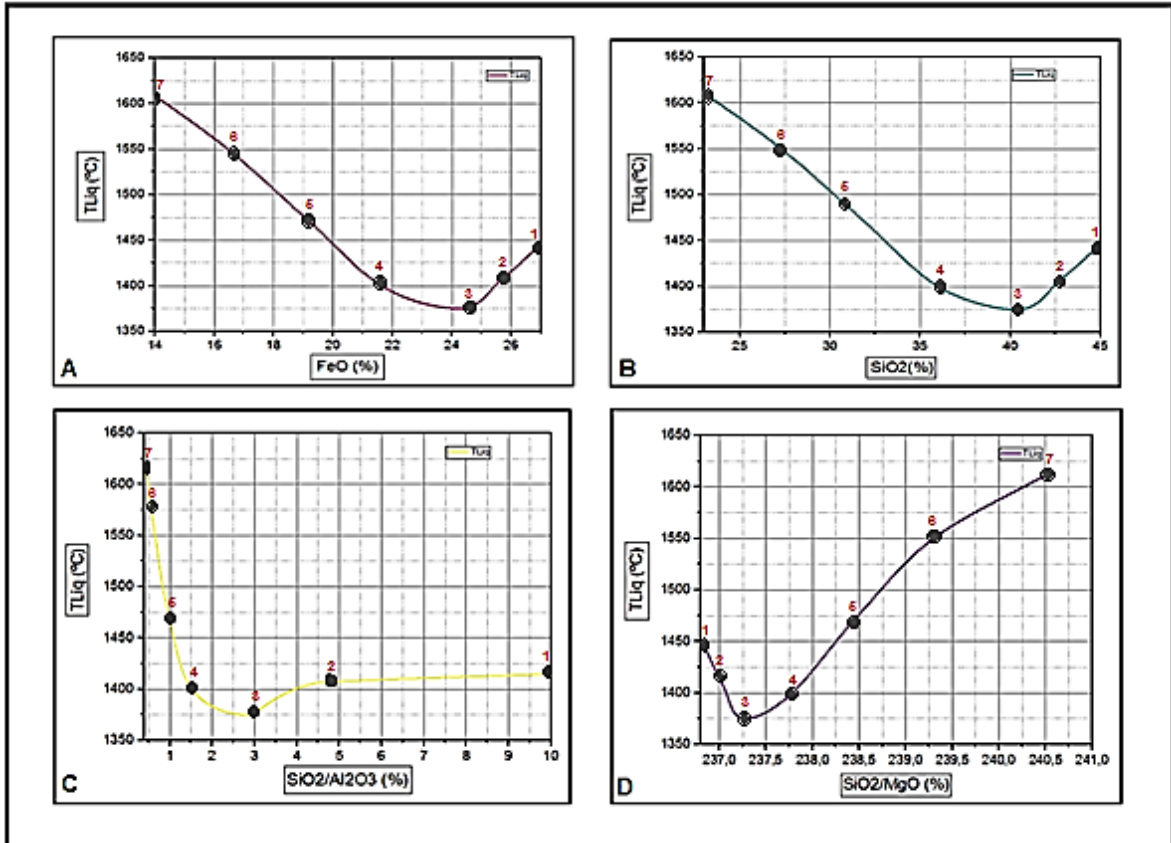 1650
1600
1550
1500
1450
1400
1350
TLiq (ºC)
7
6
5
4
3
2
1
TLiq
14 16 18 20 22 24 26
FeO (%)
A
1650
1600
1550
1500
1450
1400
1350
TLiq (ºC)
7
6
5
4
3
2
1
TLiq
25 30 35 40 45
SiO2(%)
B
1650
1600
1550
1500
1450
1400
1350
TLiq (ºC)
7
6
5
4
3
2
1
TLiq
1 2 3 4 5 6 7 8 9 10
SiO2/Al2O3 (%)
C
1650
1600
1550
1500
1450
1400
1350
TLiq (ºC)
1
2
3
4
5
6
7
TLiq
237,0 237,5 238,0 238,5 239,0 239,5 240,0 240,5 241,0
SiO2/MgO (%)
D